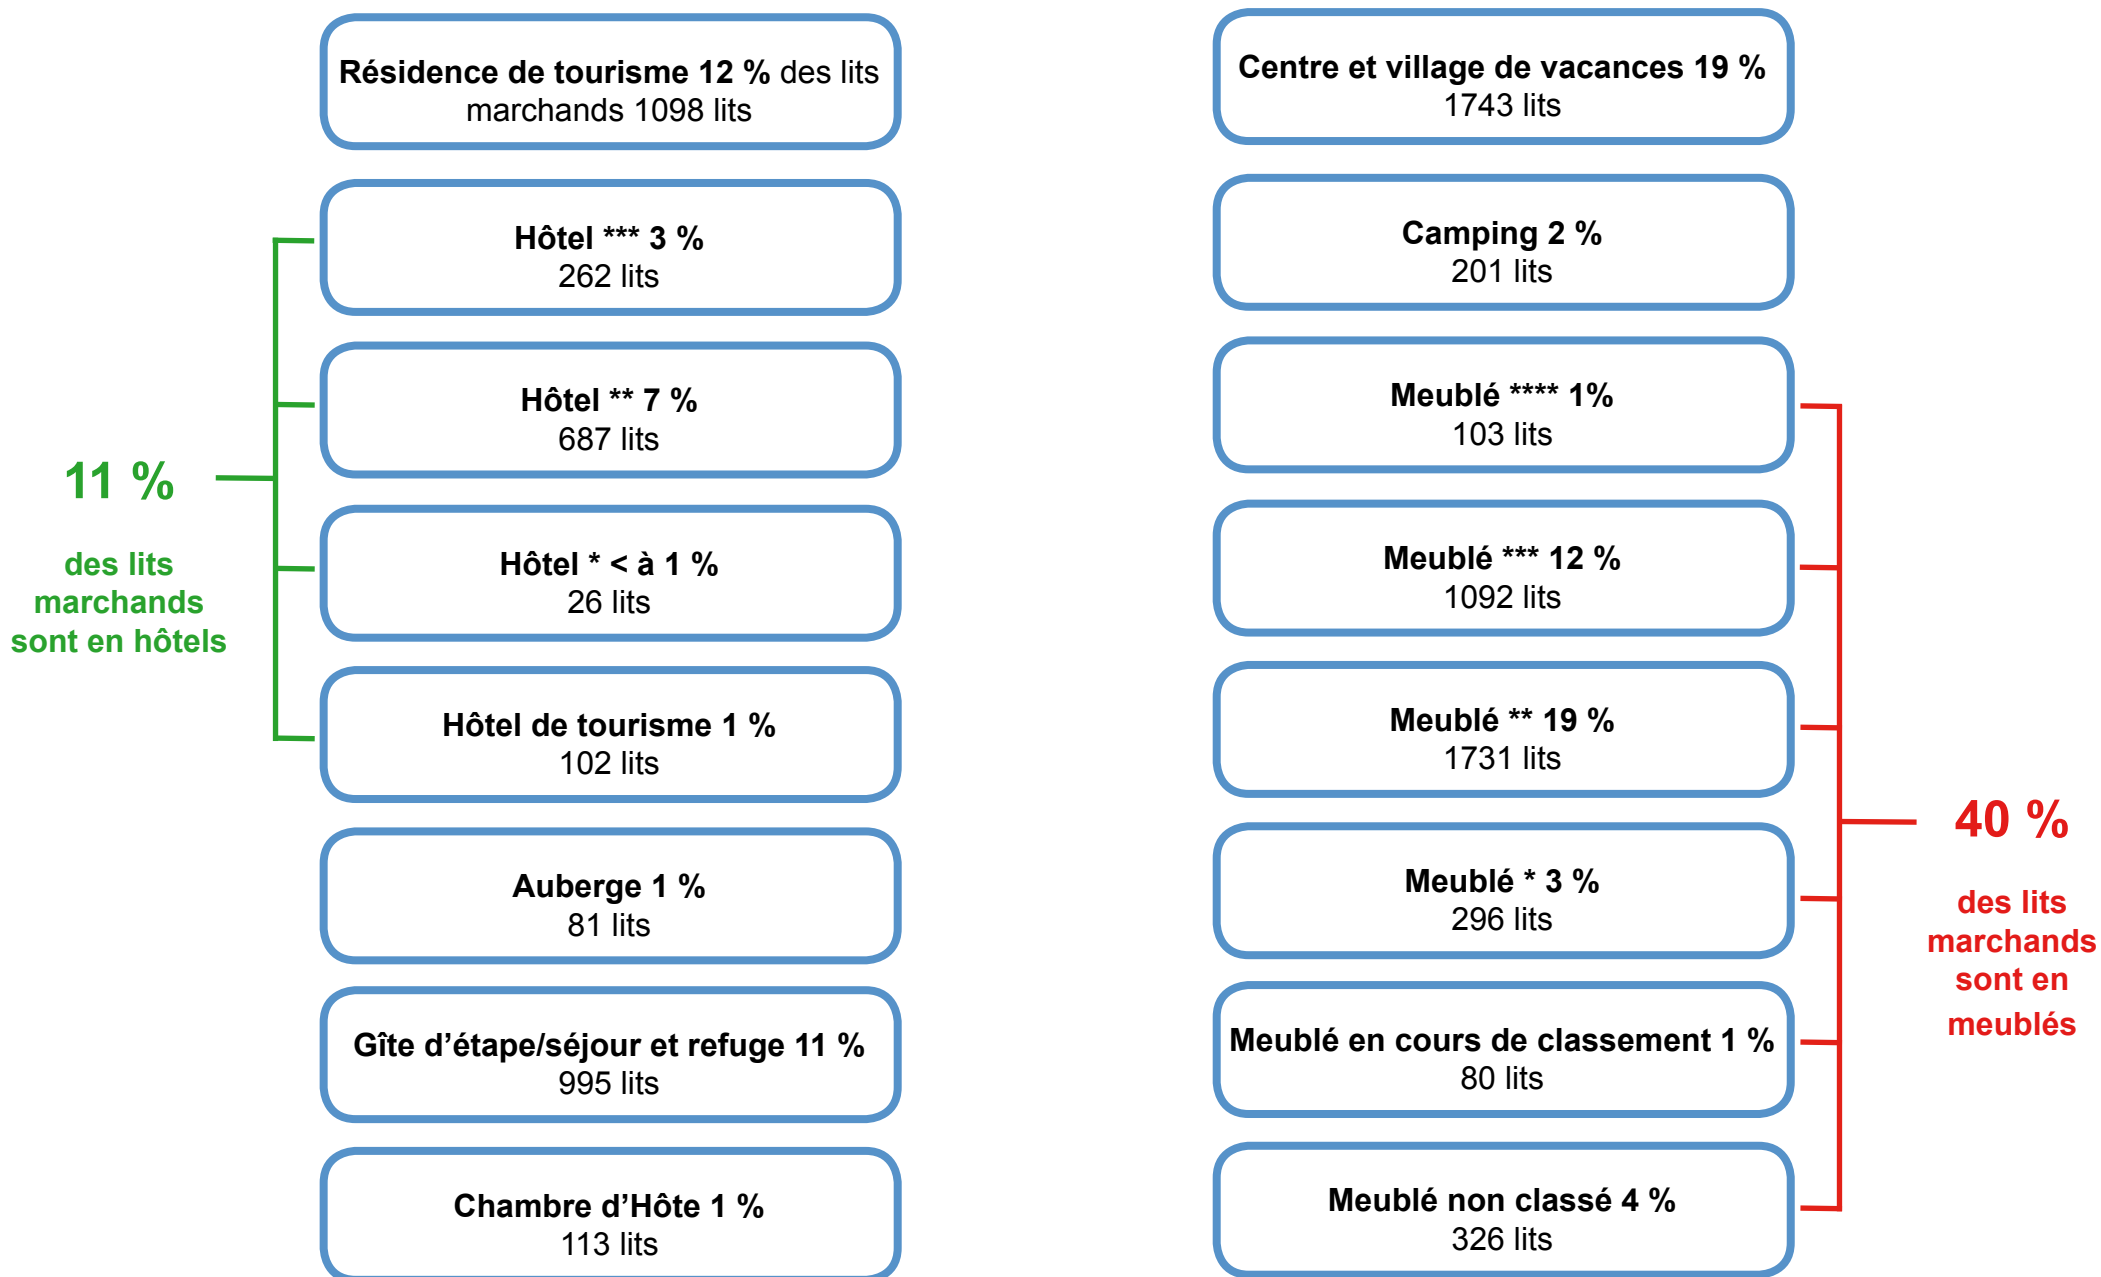 Résidence de tourisme 12 % des lits
marchands 1098 lits
Hôtel *** 3 %
262 lits
Hôtel ** 7 %
687 lits
Hôtel * < à 1 %
26 lits
Hôtel de tourisme 1 %
102 lits
Auberge 1 %
81 lits
Gîte d’étape/séjour et refuge 11 %
995 lits
Chambre d’Hôte 1 %
113 lits
11 %
des lits
marchands
sont en hôtels
Centre et village de vacances 19 %
1743 lits
Camping 2 %
201 lits
Meublé **** 1%
103 lits
Meublé *** 12 %
1092 lits
Meublé ** 19 %
1731 lits
Meublé * 3 %
296 lits
Meublé en cours de classement 1 %
80 lits
Meublé non classé 4 %
326 lits
40 %
des lits
marchands
sont en
meublés